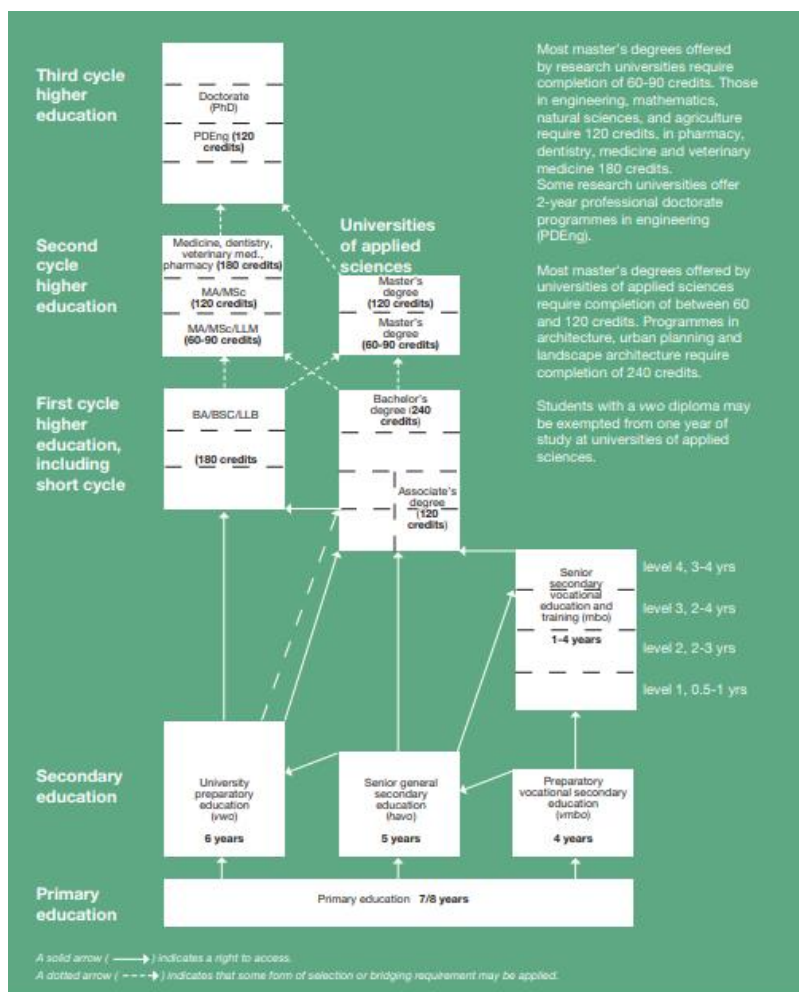 Third cycle
higher
education
Doctorate
(PhD)
PDEng (120
credits)
Most master's degrees offered
by research universities require
completion of 60-90 credits. Those
in engineering, mathematics,
natural sciences, and agriculture
require 120 credits, in pharmacy,
dentistry, medicine and veterinary
medicine 180 credits.
Some research universities offer
2-year professional doctorate
programmes in engineering
(PDEng).
Most master's degrees offered by
universities of applied sciences
require completion of between 60
and 120 credits. Programmes in
architecture, urban planning and
landscape architecture require
completion of 240 credits.
Students with a vwo diploma may
be exempted from one year of
study at universities of applied
sciences.
Second
cycle
higher
education
Medicine, dentistry,
veterinary med.,
pharmacy (180 credits)
MA/MSc
(120 credits)
MA/MSc/LLM
(60-90 credits)
Universities
of applied
sciences
Master's
degree
(120 credits)
Master's
degree
(60-90 credits)
First cycle
higher
education,
including
short cycle
BA/BSC/LLB
(180 credits
Bachelor's
degree (240
credits)
Associate's
degree
(120
credits)
Senior
secondary
vocational
education and
training (mbo)
1-4 years
level 4, 3-4 yrs
level 3, 2-4 yrs
level 2, 2-3 yrs
level 1, 0.5-1 yrs
Secondary
education
University
preparatory
education
(vwo)
6 years
Senior general
secondary
education
(havo)
5 years
Preparatory
vocational secondary
education
(vmbo)
4 years
Primary
education
Primary education 7/8 years
A solid arrow ( ) indicates a right to access.
A dotted arrow ( ) indicates that some form of selection or bridging requirement may be applied.